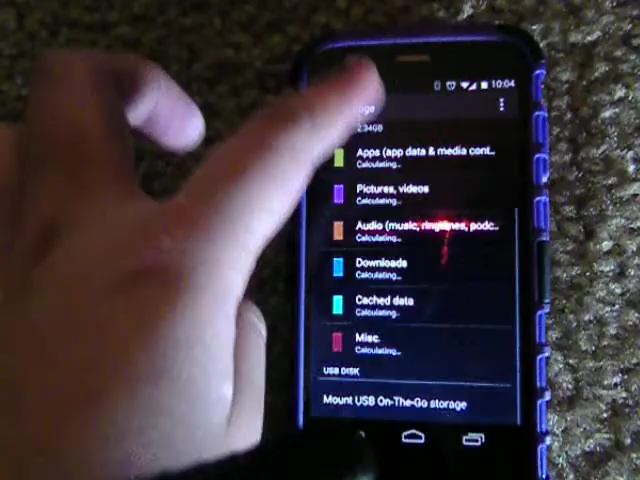 10:04
2.34GB
Apps (app data & media cont..
Calculating...
Pictures, videos
Calculating...
Audio (music, ringtones, podc..
Calculating...
Downloads
Calculating...
Cached data
Calculating...
Misc.
Calculating...
USB DISK
Mount USB On-The-Go storage